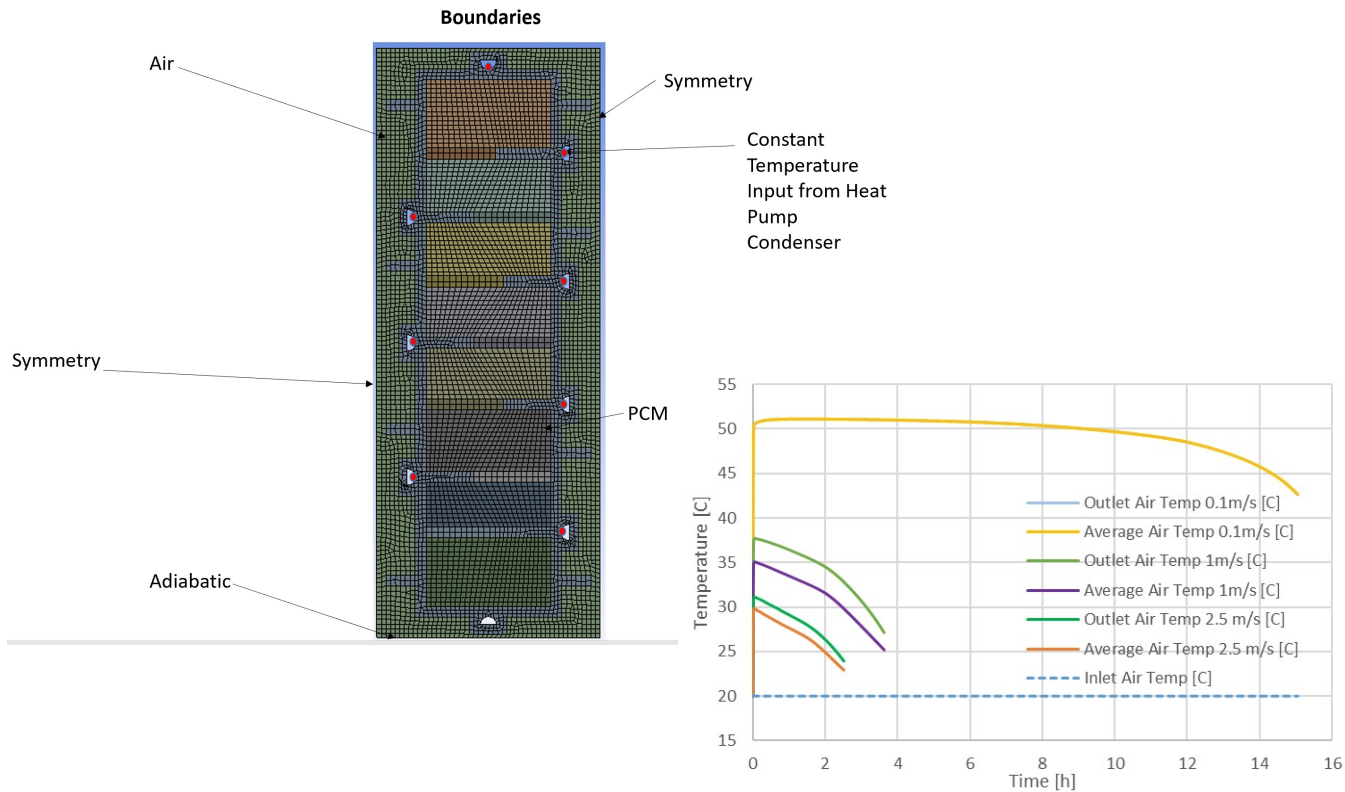 Boundaries
Air
Symmetry
Constant
Temperature
Input from Heat
Pump
Condenser
Symmetry
PCM
Adiabatic
55
50
45
40
35
30
25
20
15
Temperature [C]
Outlet Air Temp 0.1m/s [C]
Average Air Temp 0.1m/s [C]
Outlet Air Temp 1m/s [C]
Average Air Temp 1m/s [C]
Outlet Air Temp 2.5 m/s [C]
Average Air Temp 2.5 m/s [C]
Inlet Air Temp [C]
0 2 4 6 8 10 12 14 16
Time [h]